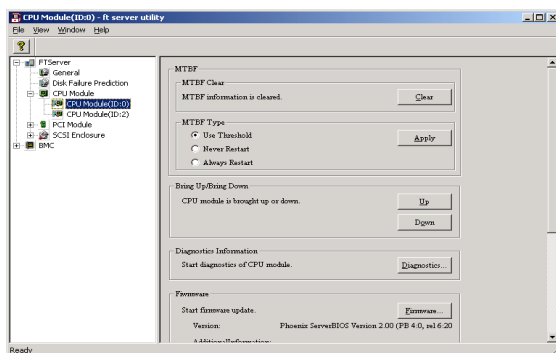 CPU Module(ID:0) - ft server utility
File View Window Help
FTServer
General
Disk Failure Prediction
CPU Module
CPU Module(ID:0)
CPU Module(ID:2)
PCI Module
SCSI Enclosure
BMC
MTBF
MTBF Clear
MTBF information is cleared.
Clear
MTBF Type
Use Threshold
Apply
Never Restart
Always Restart
Bring Up/Bring Down
CPU module is brought up or down.
Up
Down
Diagnostics Information
Start diagnostics of CPU module.
Diagnostics...
Firmware
Start firmware update.
Firmware...
Version: Phoenix ServerBIOS Version 2.00 (PB 4.0, rel 6:20
AdditionalInformation:
Ready